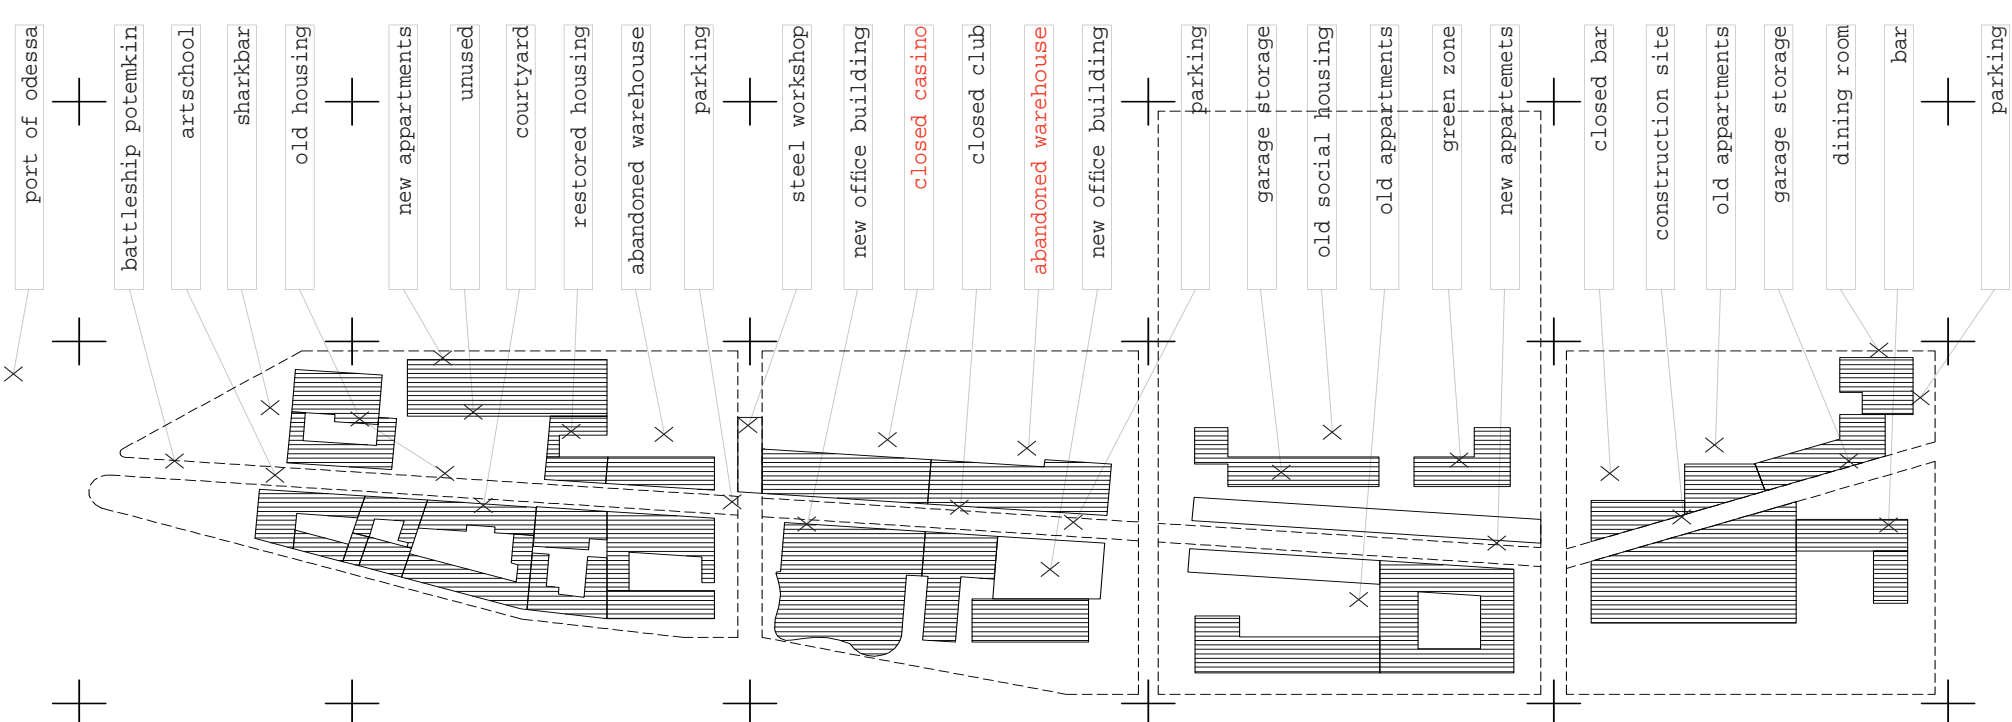 port of odessa
battleship potemkin
artschool
sharkbar
old housing
new appartments
unused
courtyard
restored housing
abandoned warehouse
parking
steel workshop
new office building
closed casino
closed club
abandoned warehouse
new office building
parking
garage storage
old social housing
old appartments
green zone
new appartemets
closed bar
construction site
old appartments
garage storage
dining room
bar
parking